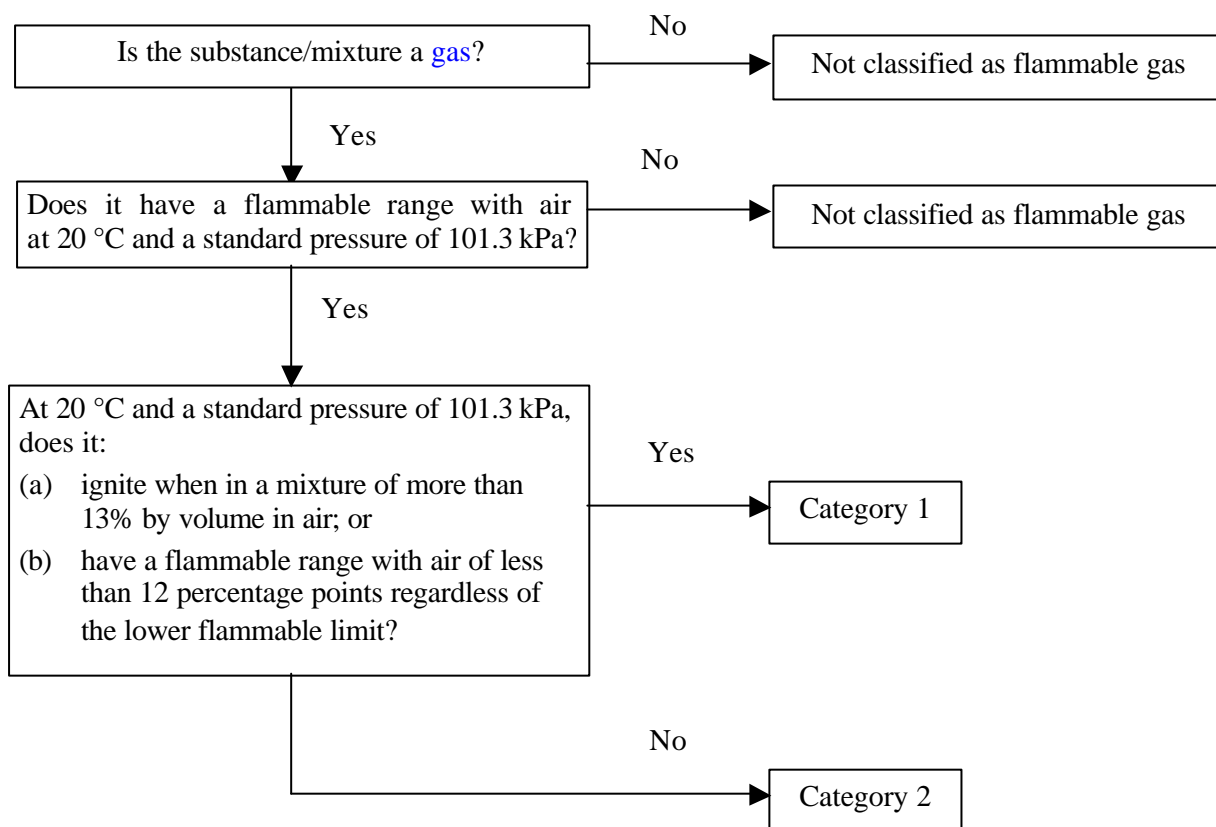 Is the substance/mixture a gas?
No
Not classified as flammable gas
Yes
Does it have a flammable range with air
at 20 °C and a standard pressure of 101.3 kPa?
No
Not classified as flammable gas
Yes
At 20 °C and a standard pressure of 101.3 kPa,
does it:
(a) ignite when in a mixture of more than
13% by volume in air; or
(b) have a flammable range with air of less
than 12 percentage points regardless of
the lower flammable limit?
Yes
Category 1
No
Category 2